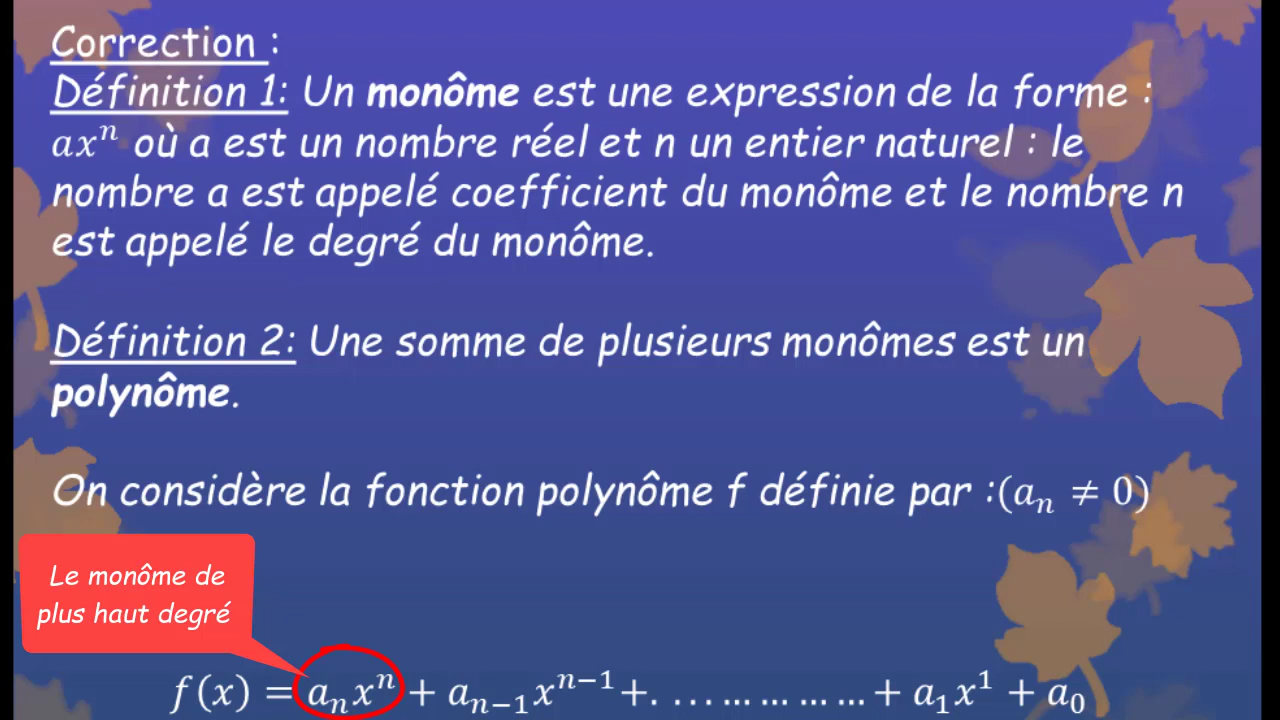 Correction :
Définition 1: Un monôme est une expression de la forme :
axⁿ où a est un nombre réel et n un entier naturel : le
nombre a est appelé coefficient du monôme et le nombre n
est appelé le degré du monôme.
Définition 2: Une somme de plusieurs monômes est un
polynôme.
On considère la fonction polynôme f définie par :(aₙ ≠ 0)
Le monôme de
plus haut degré
f(x) = aₙxⁿ + aₙ₋₁xⁿ⁻¹+. … … … … … + a₁x¹ + a₀